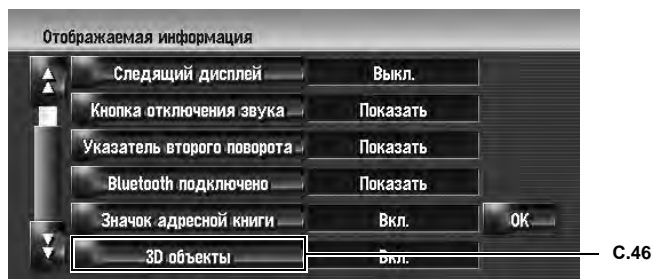 Отображаемая информация
Следящий дисплей Выкл.
Кнопка отключения звука Показать
Указатель второго поворота Показать
Bluetooth подключено Показать
Значок адресной книги Вкл. OK
3D объекты Вкл. С.46